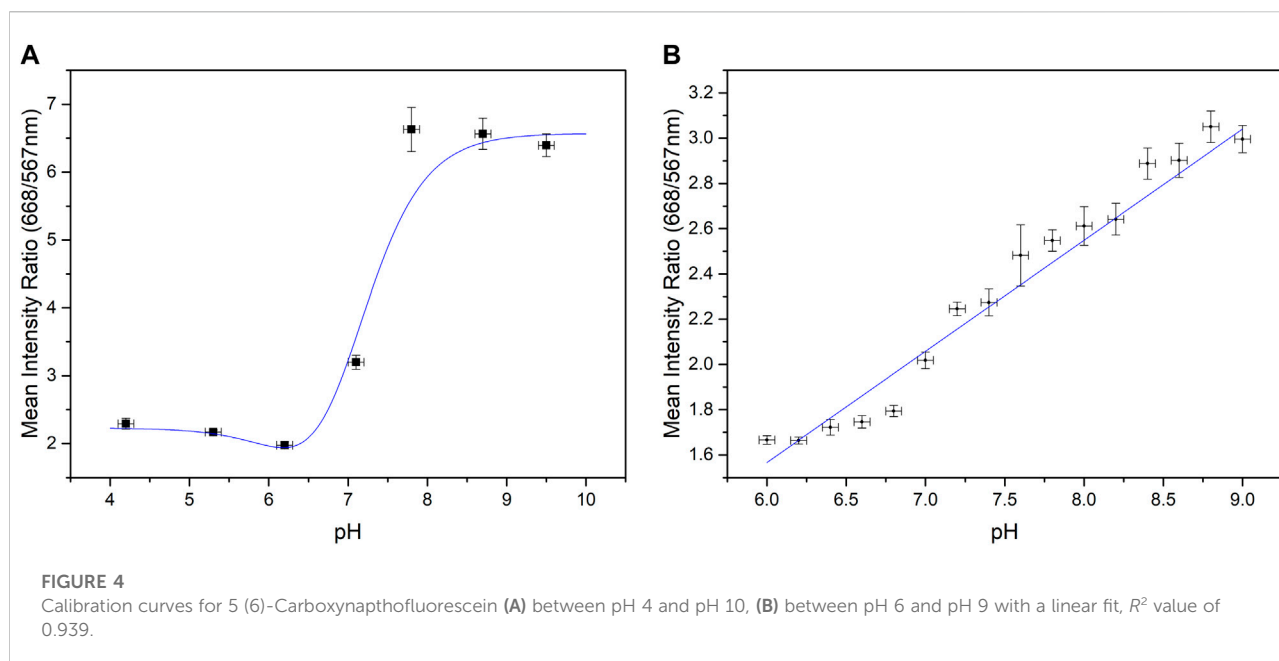 A
B
Mean Intensity Ratio (668/567nm)
7
6
5
4
3
2
4 5 6 7 8 9 10
pH
Mean Intensity Ratio (668/567nm)
3.2
3.0
2.8
2.6
2.4
2.2
2.0
1.8
1.6
6.0 6.5 7.0 7.5 8.0 8.5 9.0
pH
FIGURE 4
Calibration curves for 5 (6)-Carboxynapthofluorescein (A) between pH 4 and pH 10, (B) between pH 6 and pH 9 with a linear fit, R² value of
0.939.